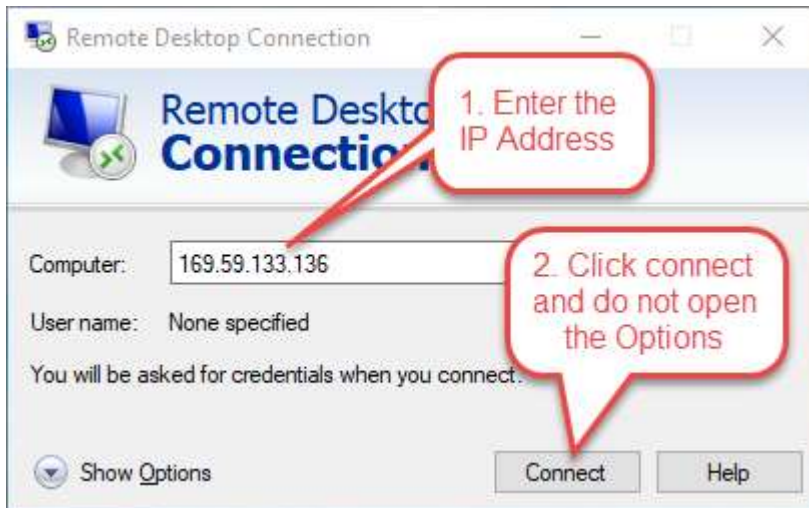 Remote Desktop Connection
Remote Deskto
Connection
1. Enter the
IP Address
Computer:
169.59.133.136
2. Click connect
and do not open
the Options
User name:
None specified
You will be asked for credentials when you connect.
Show Options
Connect
Help